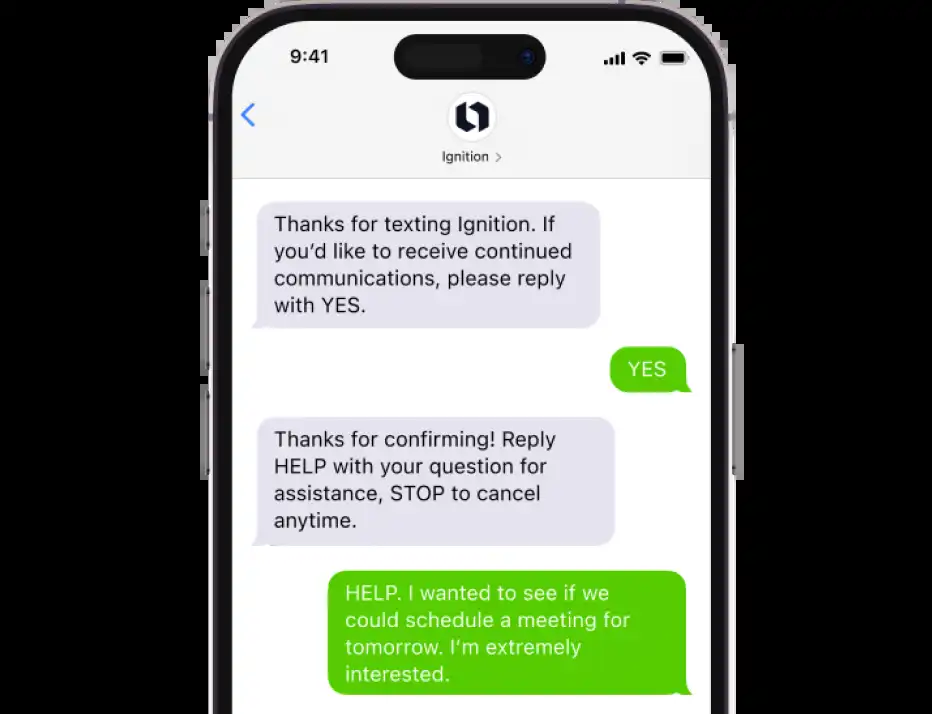 9:41
Ignition >
Thanks for texting Ignition. If
you’d like to receive continued
communications, please reply
with YES.
YES
Thanks for confirming! Reply
HELP with your question for
assistance, STOP to cancel
anytime.
HELP. I wanted to see if we
could schedule a meeting for
tomorrow. I’m extremely
interested.